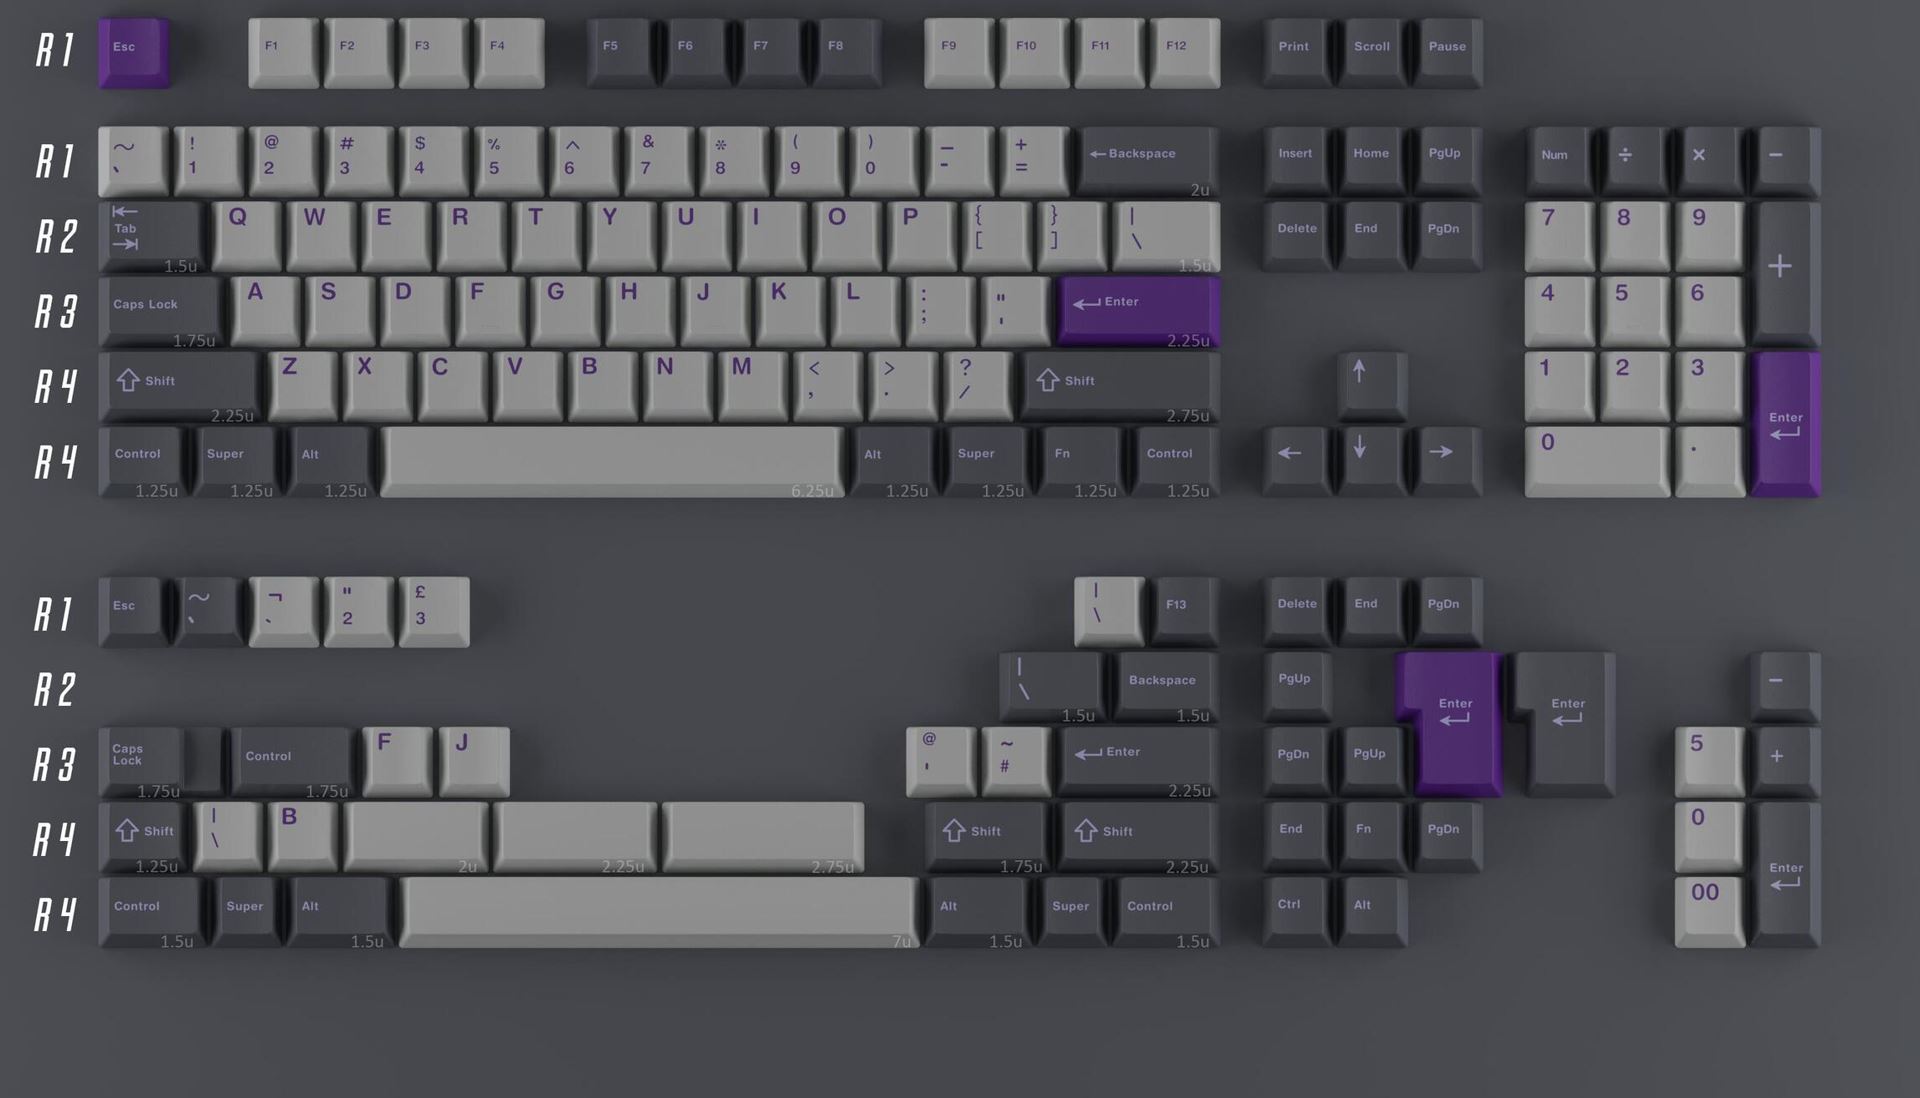 R1 Esc F1 F2 F3 F4 F5 F6 F7 F8 F9 F10 F11 F12 Print Scroll Pause
~ ! @ # $ % ^ & * ( ) _ +
R1 ` 1 2 3 4 5 6 7 8 9 0 - = ←Backspace 2u Insert Home PgUp Num ÷ × −
R2 Tab 1.5u Q W E R T Y U I O P { [ } ] | \ 1.5u Delete End PgDn 7 8 9 +
R3 Caps Lock 1.75u A S D F G H J K L : ; " ' Enter 2.25u 4 5 6
R4 Shift 2.25u Z X C V B N M < , > . ? / Shift 2.75u ↑ 1 2 3 Enter
R4 Control 1.25u Super 1.25u Alt 1.25u 6.25u Alt 1.25u Super 1.25u Fn 1.25u Control 1.25u ← ↓ → 0 .
R1 Esc ~ ` ¬ ` " 2 £ 3 | \ F13 Delete End PgDn
R2 | \ 1.5u Backspace 1.5u PgUp Enter Enter −
R3 Caps Lock 1.75u Control 1.75u F J @ ' ~ # Enter 2.25u PgDn PgUp 5 +
R4 Shift 1.25u | \ B 2u 2.25u 2.75u Shift 1.75u Shift 2.25u End Fn PgDn 0 Enter
R4 Control 1.5u Super Alt 1.5u 7u Alt 1.5u Super Control 1.5u Ctrl Alt 00